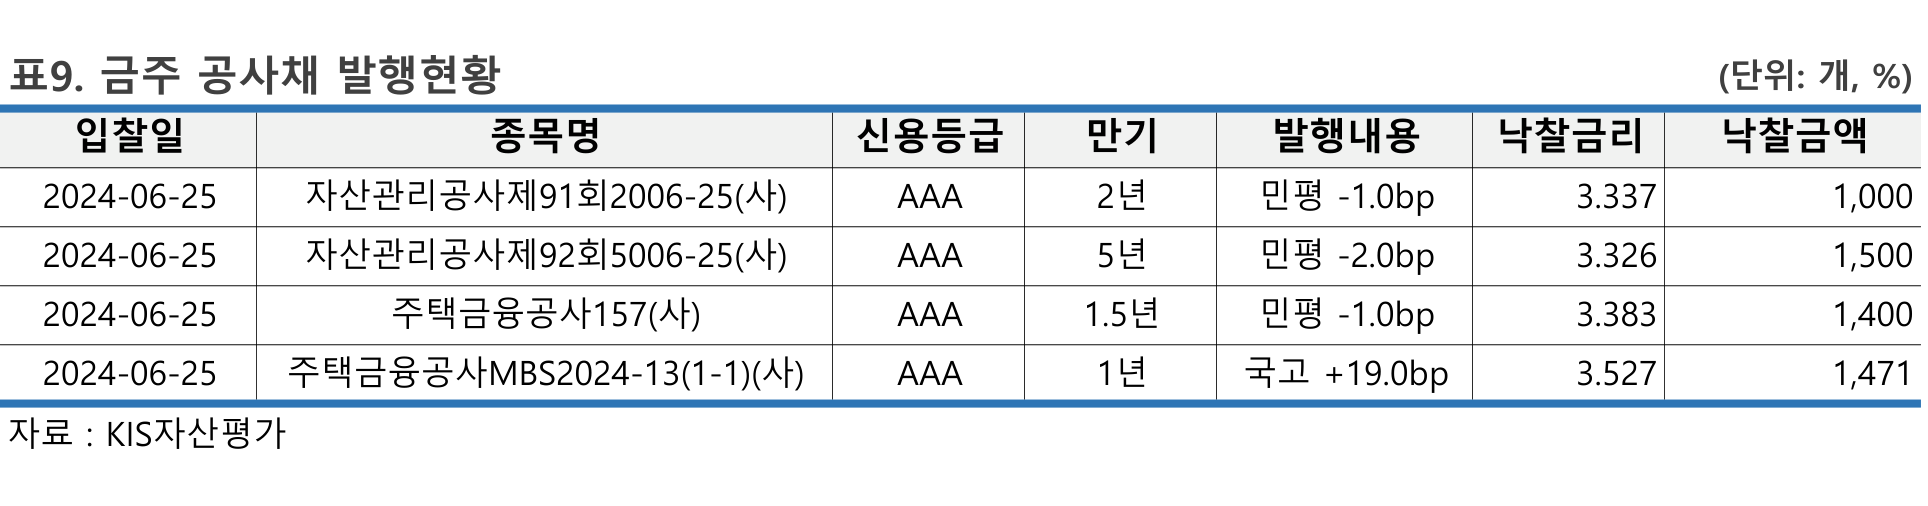 표9. 금주 공사채 발행현황 (단위: 개, %)
입찰일 종목명 신용등급 만기 발행내용 낙찰금리 낙찰금액
2024-06-25 자산관리공사제91회2006-25(사) AAA 2년 민평 -1.0bp 3.337 1,000
2024-06-25 자산관리공사제92회5006-25(사) AAA 5년 민평 -2.0bp 3.326 1,500
2024-06-25 주택금융공사157(사) AAA 1.5년 민평 -1.0bp 3.383 1,400
2024-06-25 주택금융공사MBS2024-13(1-1)(사) AAA 1년 국고 +19.0bp 3.527 1,471
자료 : KIS자산평가